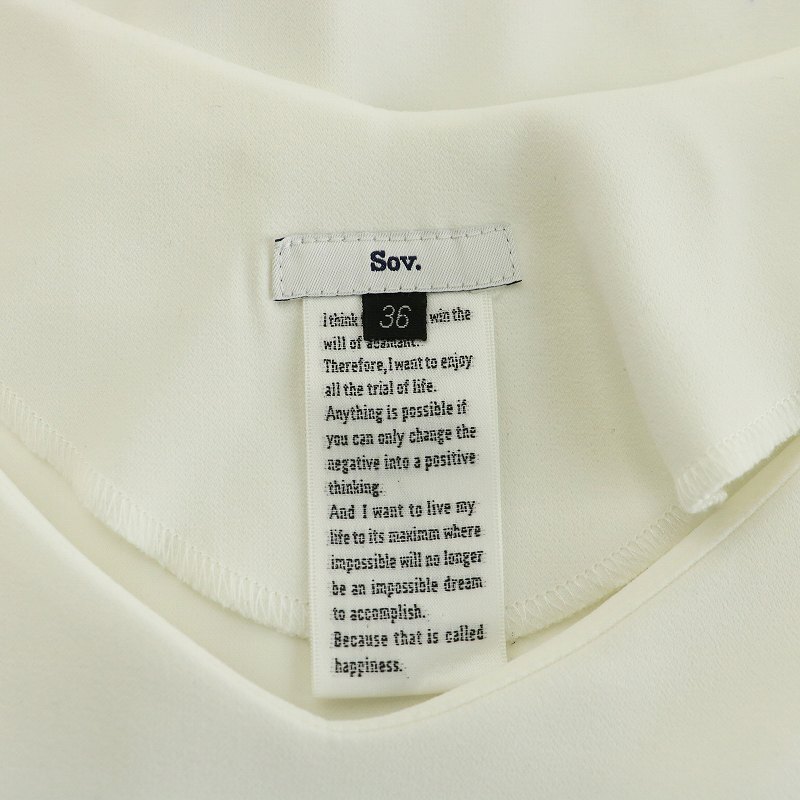 Sov.
36
I think win the
will of adamant.
Therefore, I want to enjoy
all the trial of life.
Anything is possible if
you can only change the
negative into a positive
thinking.
And I want to live my
life to its maximm where
impossible will no longer
be an impossible dream
to accomplish.
Because that is called
happiness.